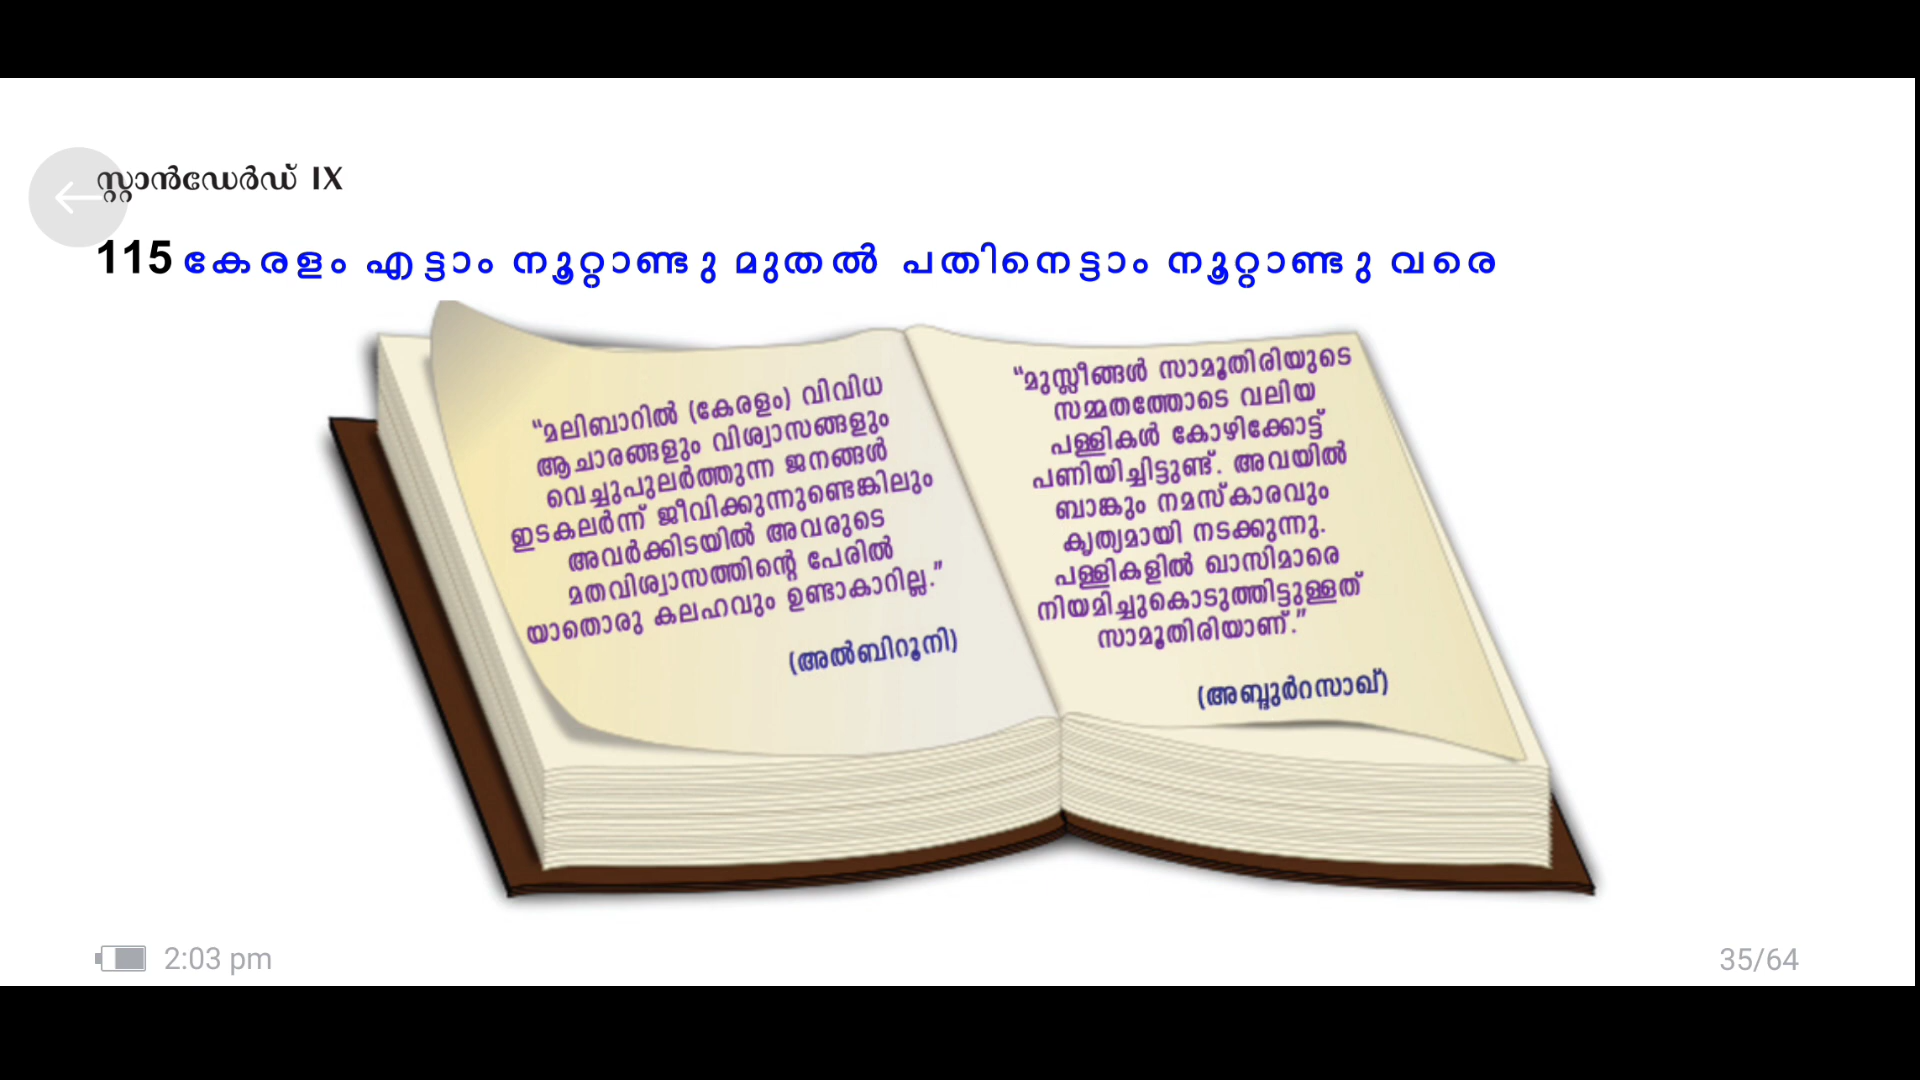 സ്റ്റാൻഡേർഡ് IX
115 കേരളം എട്ടാം നൂറ്റാണ്ടു മുതൽ പതിനെട്ടാം നൂറ്റാണ്ടു വരെ
“മലിബാറിൽ (കേരളം) വിവിധ
ആചാരങ്ങളും വിശ്വാസങ്ങളും
വെച്ചുപുലർത്തുന്ന ജനങ്ങൾ
ഇടകലർന്ന് ജീവിക്കുന്നുണ്ടെങ്കിലും
അവർക്കിടയിൽ അവരുടെ
മതവിശ്വാസത്തിന്റെ പേരിൽ
യാതൊരു കലഹവും ഉണ്ടാകാറില്ല.”
(അൽബിറൂനി)
“മുസ്ലീങ്ങൾ സാമൂതിരിയുടെ
സമ്മതത്തോടെ വലിയ
പള്ളികൾ കോഴിക്കോട്ട്
പണിയിച്ചിട്ടുണ്ട്. അവയിൽ
ബാങ്കും നമസ്കാരവും
കൃത്യമായി നടക്കുന്നു.
പള്ളികളിൽ ഖാസിമാരെ
നിയമിച്ചുകൊടുത്തിട്ടുള്ളത്
സാമൂതിരിയാണ്.”
(അബ്ദുർറസാഖ്)
2:03 pm
35/64